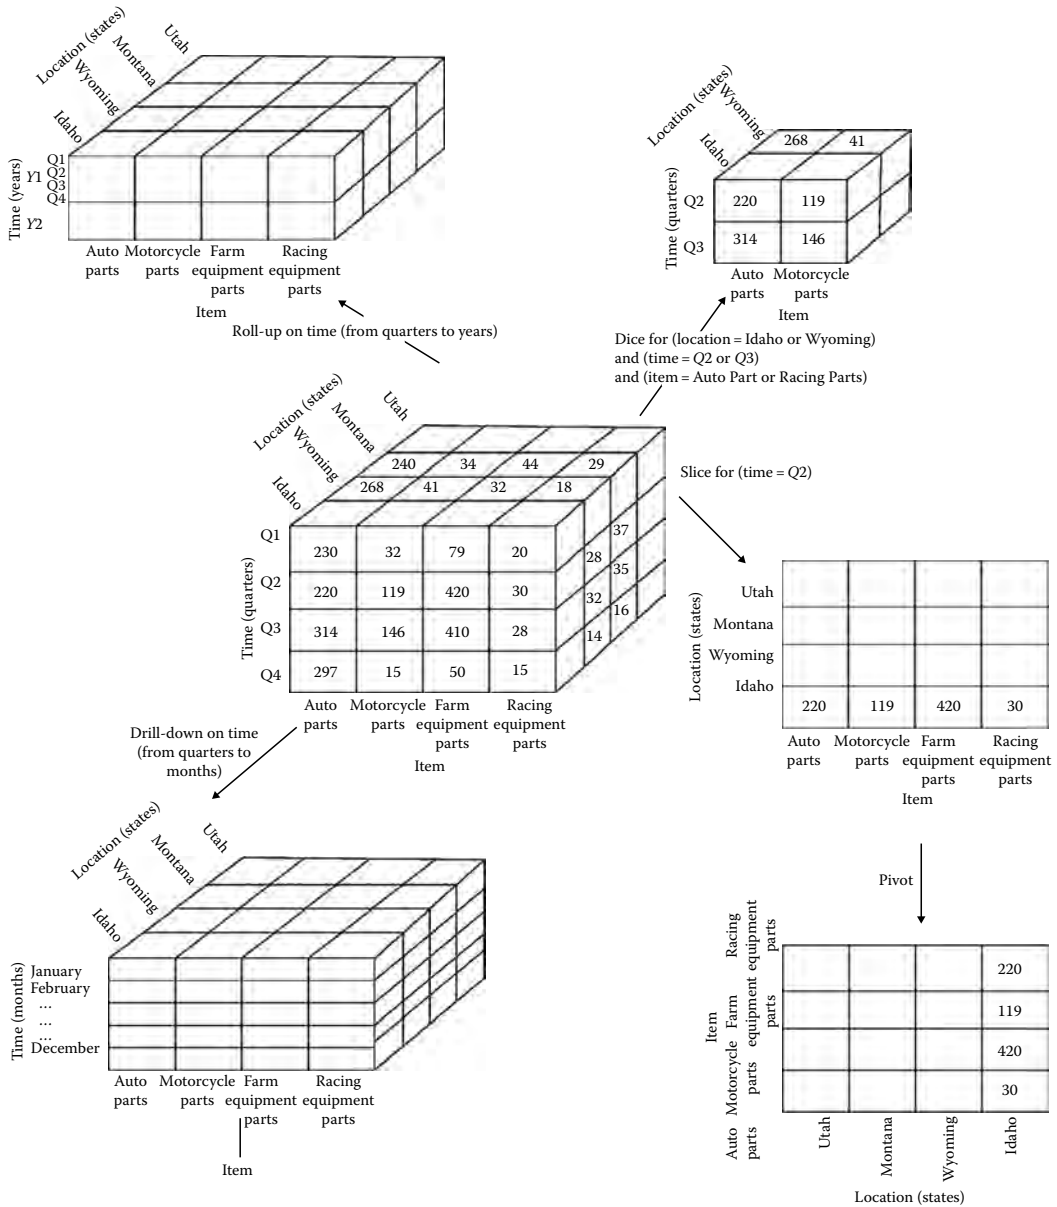 Location (states)
Utah
Montana
Wyoming
Idaho
Time (years)
Y1
Q1
Q2
Q3
Q4
Y2
Auto parts
Motorcycle parts
Farm equipment parts
Racing equipment parts
Item
Roll-up on time (from quarters to years)
Location (states)
Wyoming
Idaho
268 41
Time (quarters)
Q2
220 119
Q3
314 146
Auto parts
Motorcycle parts
Item
Dice for (location = Idaho or Wyoming)
and (time = Q2 or Q3)
and (item = Auto Part or Racing Parts)
Location (states)
Utah
Montana
Wyoming
Idaho
240 34 44 29
268 41 32 18
Time (quarters)
Q1
230 32 79 20
Q2
220 119 420 30
Q3
314 146 410 28
Q4
297 15 50 15
37
28
35
32
16
14
Auto parts
Motorcycle parts
Farm equipment parts
Racing equipment parts
Item
Slice for (time = Q2)
Location (states)
Utah
Montana
Wyoming
Idaho
220 119 420 30
Auto parts
Motorcycle parts
Farm equipment parts
Racing equipment parts
Item
Drill-down on time
(from quarters to
months)
Location (states)
Utah
Montana
Wyoming
Idaho
Time (months)
January
February
...
...
...
December
Auto parts
Motorcycle parts
Farm equipment parts
Racing equipment parts
Item
Pivot
Item
Racing equipment parts
Farm equipment parts
Motorcycle parts
Auto parts
220
119
420
30
Utah
Montana
Wyoming
Idaho
Location (states)